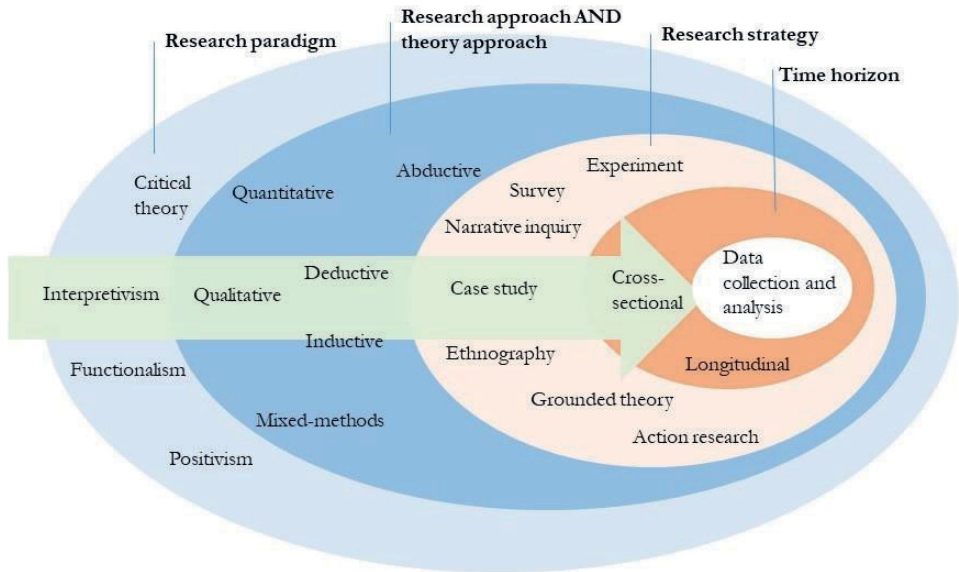 Research paradigm
Research approach AND
theory approach
Research strategy
Time horizon
Critical
theory
Quantitative
Abductive
Experiment
Survey
Narrative inquiry
Interpretivism
Qualitative
Deductive
Case study
Cross-
sectional
Data
collection and
analysis
Inductive
Ethnography
Functionalism
Longitudinal
Grounded theory
Mixed-methods
Action research
Positivism